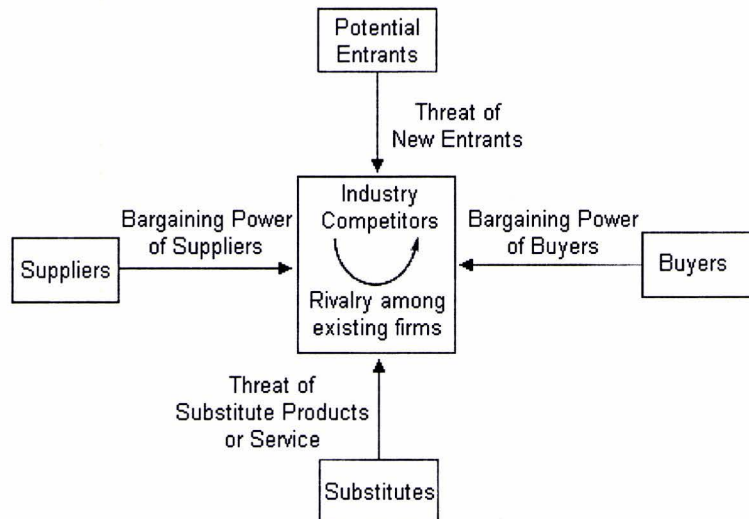 Potential
Entrants
Threat of
New Entrants
Industry
Competitors
Bargaining Power
of Suppliers
Bargaining Power
of Buyers
Suppliers
Buyers
Rivalry among
existing firms
Threat of
Substitute Products
or Service
Substitutes